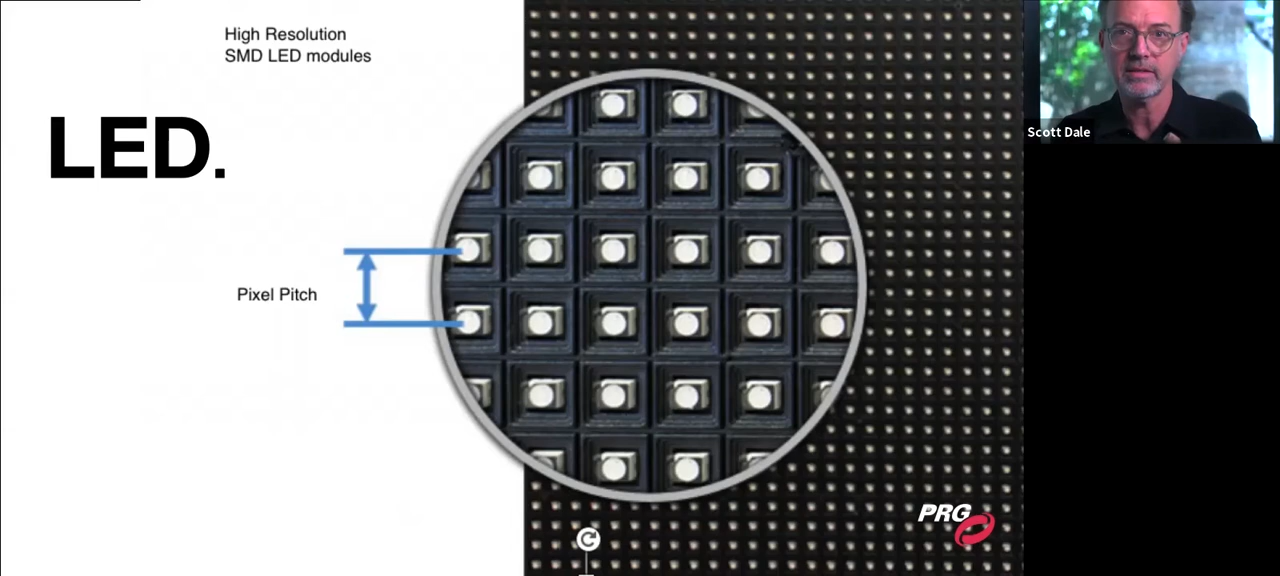 High Resolution
SMD LED modules
LED.
Pixel Pitch
PRG
Scott Dale